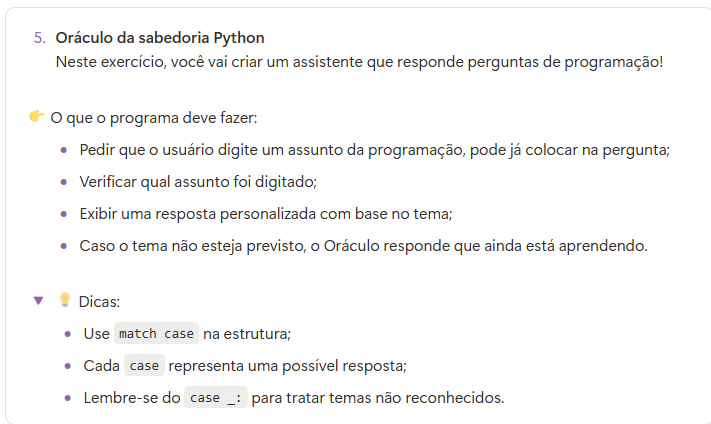 5. Oráculo da sabedoria Python
Neste exercício, você vai criar um assistente que responde perguntas de programação!
👉 O que o programa deve fazer:
• Pedir que o usuário digite um assunto da programação, pode já colocar na pergunta;
• Verificar qual assunto foi digitado;
• Exibir uma resposta personalizada com base no tema;
• Caso o tema não esteja previsto, o Oráculo responde que ainda está aprendendo.
▼ 💡 Dicas:
• Use match case na estrutura;
• Cada case representa uma possível resposta;
• Lembre-se do case _: para tratar temas não reconhecidos.